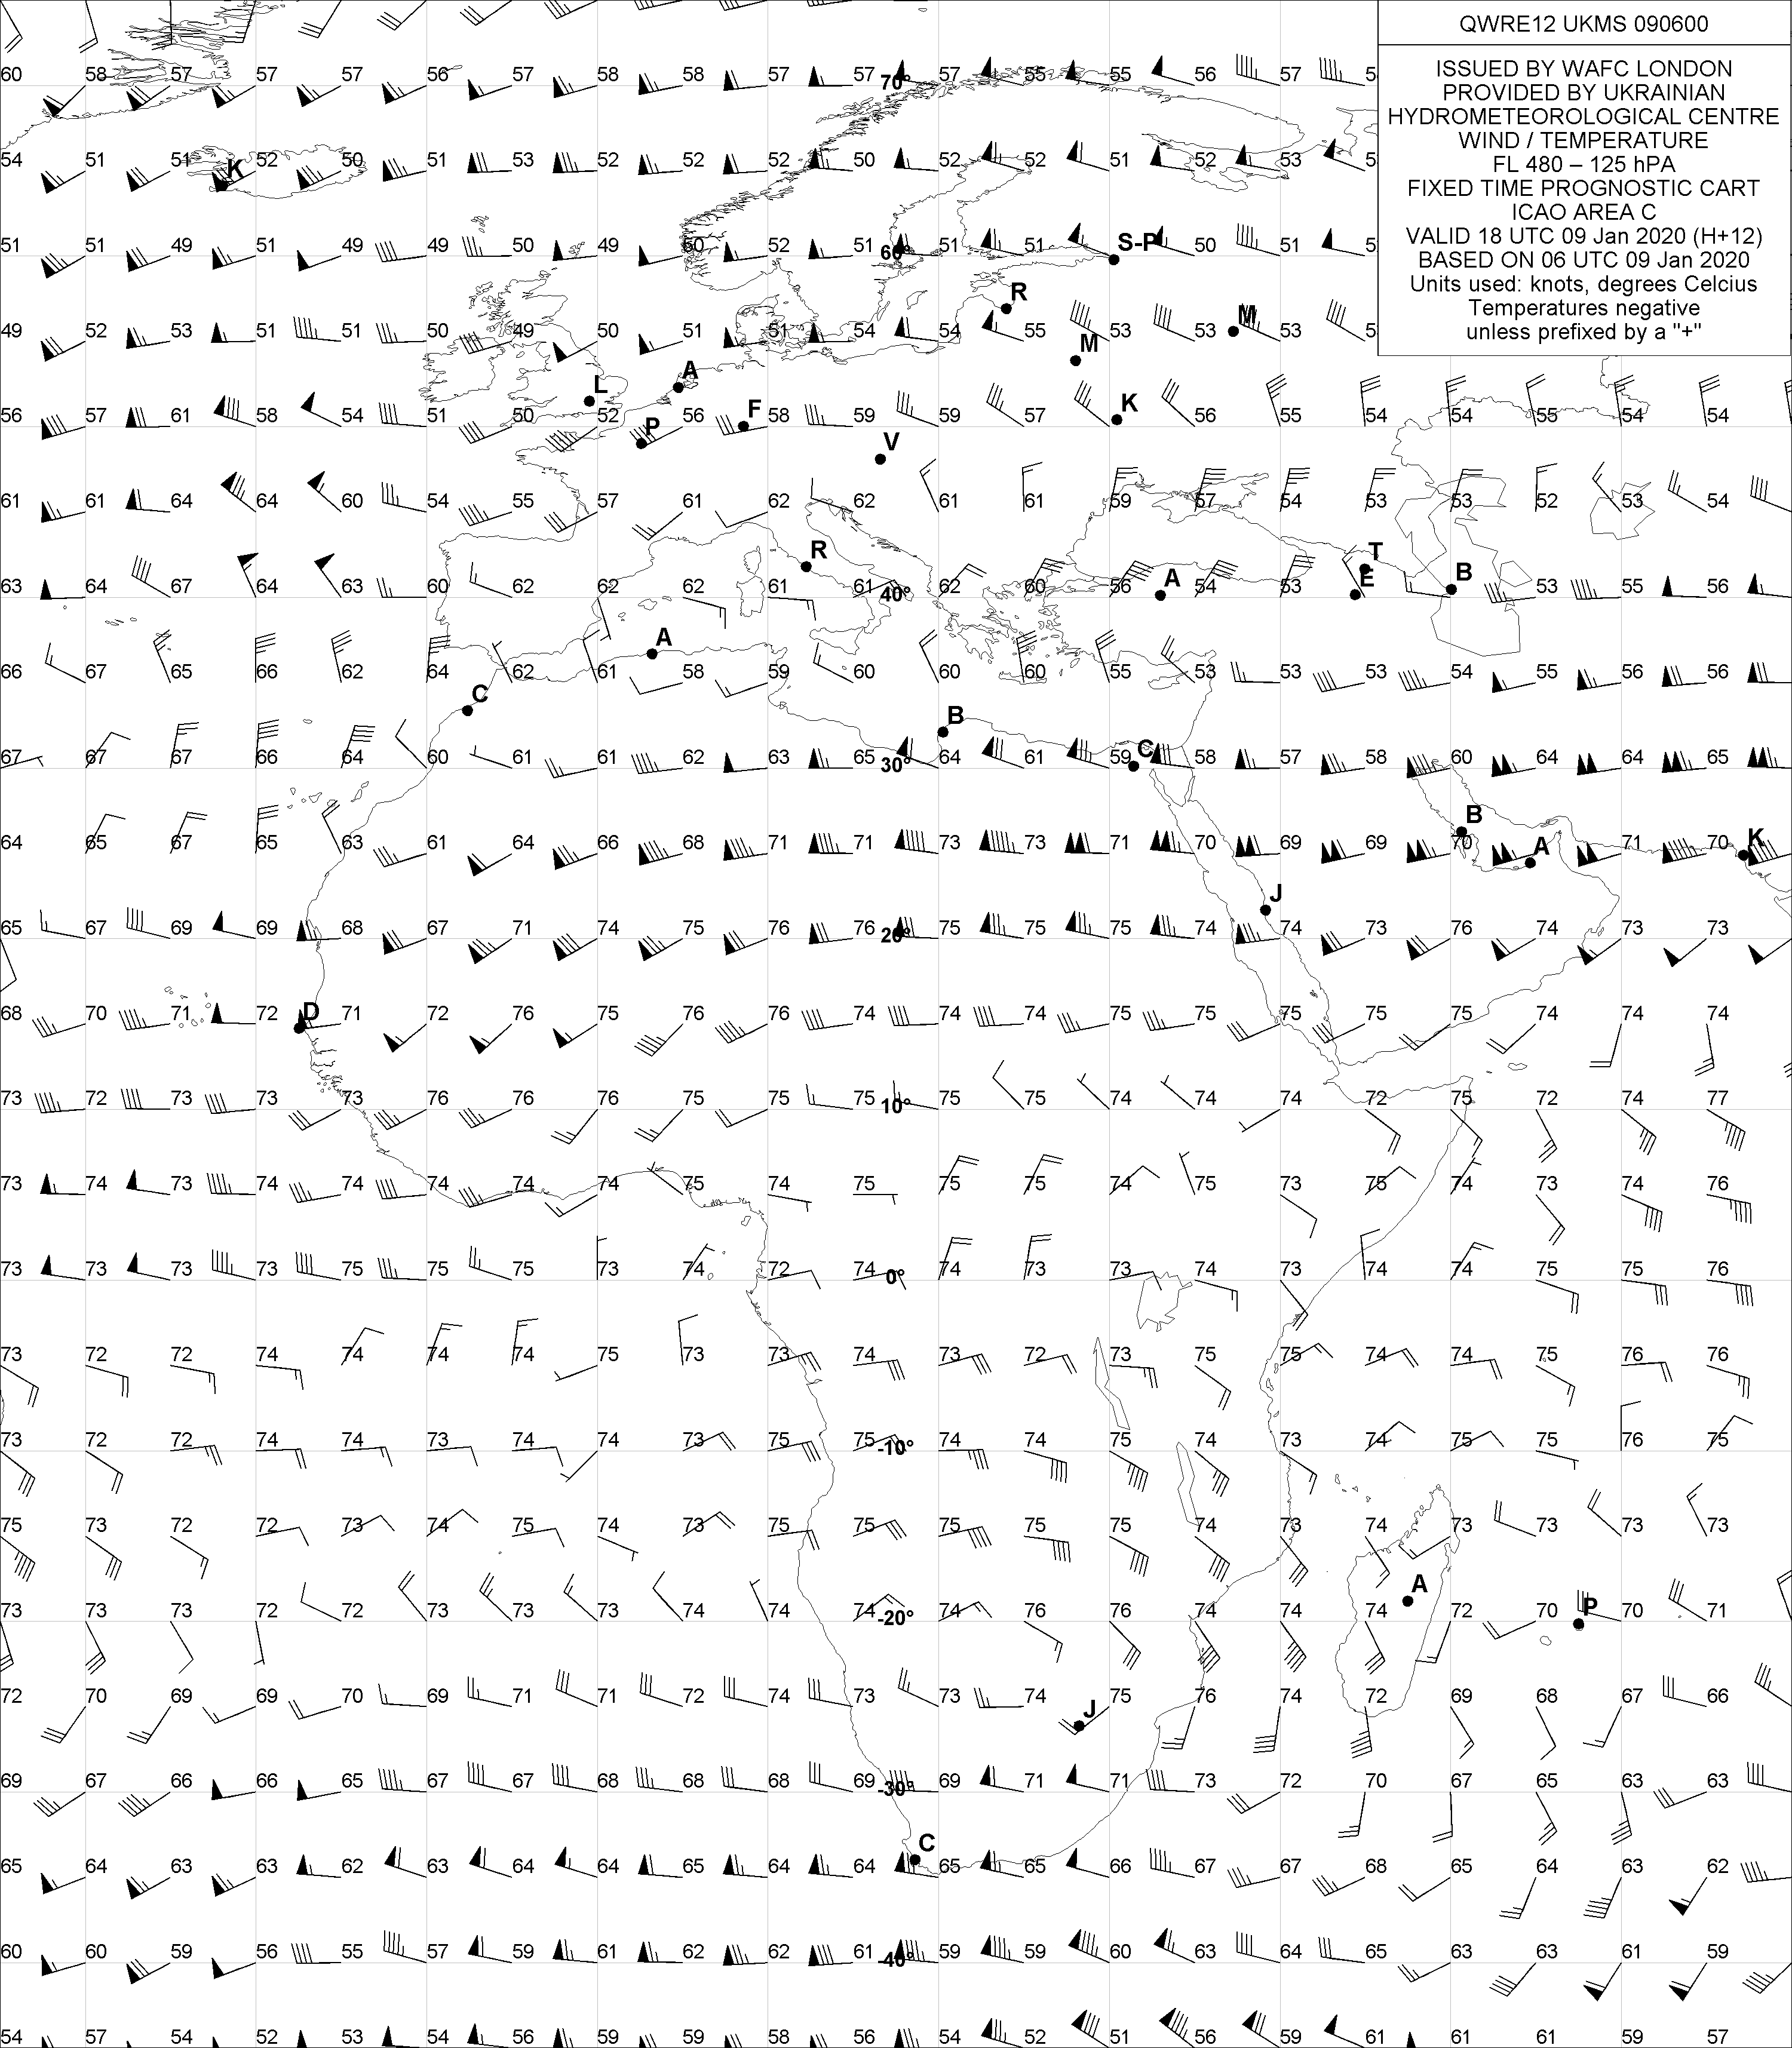 QWRE12 UKMS 090600
ISSUED BY WAFC LONDON
PROVIDED BY UKRAINIAN
HYDROMETEOROLOGICAL CENTRE
WIND / TEMPERATURE
FL 480 – 125 hPA
FIXED TIME PROGNOSTIC CART
ICAO AREA C
VALID 18 UTC 09 Jan 2020 (H+12)
BASED ON 06 UTC 09 Jan 2020
Units used: knots, degrees Celcius
Temperatures negative
unless prefixed by a "+"
60 58 57 57 57 56 57 58 58 57 57 70° 57 55 55 56 57 5
54 51 51 K 52 50 51 53 52 52 52 50 52 52 51 52 53 5
51 51 49 51 49 49 50 49 50 52 51 60° 51 51 S-P 50 51 5
R
49 52 53 51 51 50 49 50 51 51 54 54 55 53 53 M 53 5
M
A
L
56 57 61 58 54 51 50 52 P 56 F 58 59 59 57 K 56 55 54 54 55 54 54
V
61 61 64 64 60 54 55 57 61 62 62 61 61 59 57 54 53 53 52 53 54
R T
63 64 67 64 63 60 62 62 62 61 61 40° 62 60 A 54 53 E B 53 55 56
A
66 67 65 66 62 64 62 61 58 59 60 60 60 55 53 53 53 54 55 56 56
C
B
67 67 67 66 64 60 61 61 62 63 65 30° 64 61 59 C 58 57 58 60 64 64 65
B
64 65 67 65 63 61 64 66 68 71 71 73 73 71 70 69 69 70 A 71 70 K
J
65 67 69 69 68 67 71 74 75 76 76 20° 75 75 75 74 74 73 76 74 73 73
68 70 71 72 D 71 72 76 75 76 76 74 74 74 75 75 75 75 75 74 74 74
73 72 73 73 73 76 76 76 75 75 75 10° 75 75 74 74 74 72 75 72 74 77
73 74 73 74 74 74 74 74 75 74 75 75 75 74 75 73 75 74 73 74 76
73 73 73 73 75 75 75 73 74 72 74 0° 74 73 73 74 73 74 74 75 75 76
73 72 72 74 74 74 74 75 73 73 74 73 72 73 75 75 74 74 75 76 76
73 72 72 74 74 73 74 74 73 75 75 -10° 74 74 75 74 73 74 75 75 76 75
75 73 72 72 73 74 75 74 73 75 75 75 75 75 74 73 74 73 73 73 73
A
73 73 73 72 72 73 73 73 74 74 74 -20° 74 76 76 74 74 74 72 70 P 70 71
72 70 69 69 70 69 71 71 72 74 73 73 74 J 75 76 74 72 69 68 67 66
69 67 66 66 65 67 67 68 68 68 69 -30° 69 71 71 73 72 70 67 65 63 63
C
65 64 63 63 62 63 64 64 65 64 64 65 65 66 67 67 68 65 64 63 62
60 60 59 56 55 57 59 61 62 62 61 -40° 59 59 60 63 64 65 63 63 61 59
54 57 54 52 53 54 56 59 59 58 56 54 52 51 56 59 61 61 61 59 57